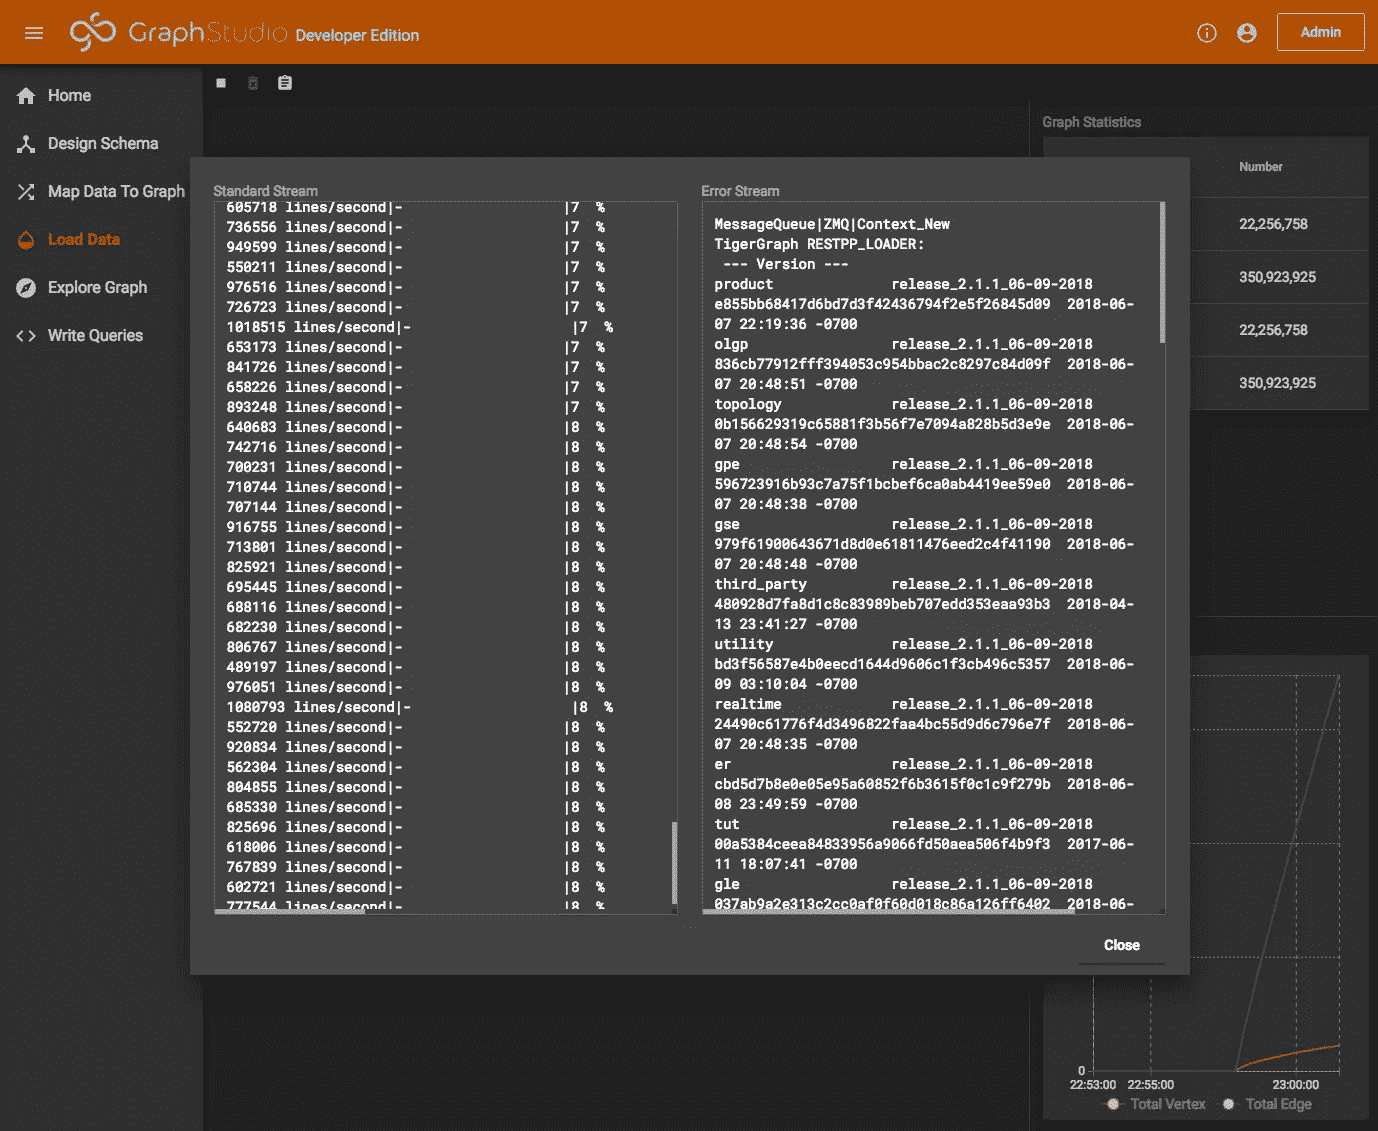 GraphStudio Developer Edition
Admin
Home
Design Schema
Map Data To Graph
Load Data
Explore Graph
Write Queries
Graph Statistics
Number
22,256,758
350,923,925
22,256,758
350,923,925
Standard Stream
605718 lines/second|- |7 %
736556 lines/second|- |7 %
949599 lines/second|- |7 %
550211 lines/second|- |7 %
976516 lines/second|- |7 %
726723 lines/second|- |7 %
1018515 lines/second|- |7 %
653173 lines/second|- |7 %
841726 lines/second|- |7 %
658226 lines/second|- |7 %
893248 lines/second|- |7 %
640683 lines/second|- |8 %
742716 lines/second|- |8 %
700231 lines/second|- |8 %
710744 lines/second|- |8 %
707144 lines/second|- |8 %
916755 lines/second|- |8 %
713801 lines/second|- |8 %
825921 lines/second|- |8 %
695445 lines/second|- |8 %
688116 lines/second|- |8 %
682230 lines/second|- |8 %
806767 lines/second|- |8 %
489197 lines/second|- |8 %
976051 lines/second|- |8 %
1080793 lines/second|- |8 %
552720 lines/second|- |8 %
920834 lines/second|- |8 %
562304 lines/second|- |8 %
804855 lines/second|- |8 %
685330 lines/second|- |8 %
825696 lines/second|- |8 %
618006 lines/second|- |8 %
767839 lines/second|- |8 %
602721 lines/second|- |8 %
777544 lines/second|- |8 %
Error Stream
MessageQueue|ZMQ|Context_New
TigerGraph RESTPP_LOADER:
--- Version ---
product release_2.1.1_06-09-2018
e855bb68417d6bd7d3f42436794f2e5f26845d09 2018-06-
07 22:19:36 -0700
olgp release_2.1.1_06-09-2018
836cb77912fff394053c954bbac2c8297c84d09f 2018-06-
07 20:48:51 -0700
topology release_2.1.1_06-09-2018
0b156629319c65881f3b56f7e7094a828b5d3e9e 2018-06-
07 20:48:54 -0700
gpe release_2.1.1_06-09-2018
596723916b93c7a75f1bcbef6ca0ab4419ee59e0 2018-06-
07 20:48:38 -0700
gse release_2.1.1_06-09-2018
979f61900643671d8d0e61811476eed2c4f41190 2018-06-
07 20:48:48 -0700
third_party release_2.1.1_06-09-2018
480928d7fa8d1c8c83989beb707edd353eaa93b3 2018-04-
13 23:41:27 -0700
utility release_2.1.1_06-09-2018
bd3f56587e4b0eecd1644d9606c1f3cb496c5357 2018-06-
09 03:10:04 -0700
realtime release_2.1.1_06-09-2018
24490c61776f4d3496822faa4bc55d9d6c796e7f 2018-06-
07 20:48:35 -0700
er release_2.1.1_06-09-2018
cbd5d7b8e0e05e95a60852f6b3615f0c1c9f279b 2018-06-
08 23:49:59 -0700
tut release_2.1.1_06-09-2018
00a5384ceea84833956a9066fd50aea506f4b9f3 2017-06-
11 18:07:41 -0700
gle release_2.1.1_06-09-2018
037ab9a2e313c2cc0af0f60d018c86a126ff6402 2018-06-
Close
0
22:53:00 22:55:00 23:00:00
Total Vertex Total Edge